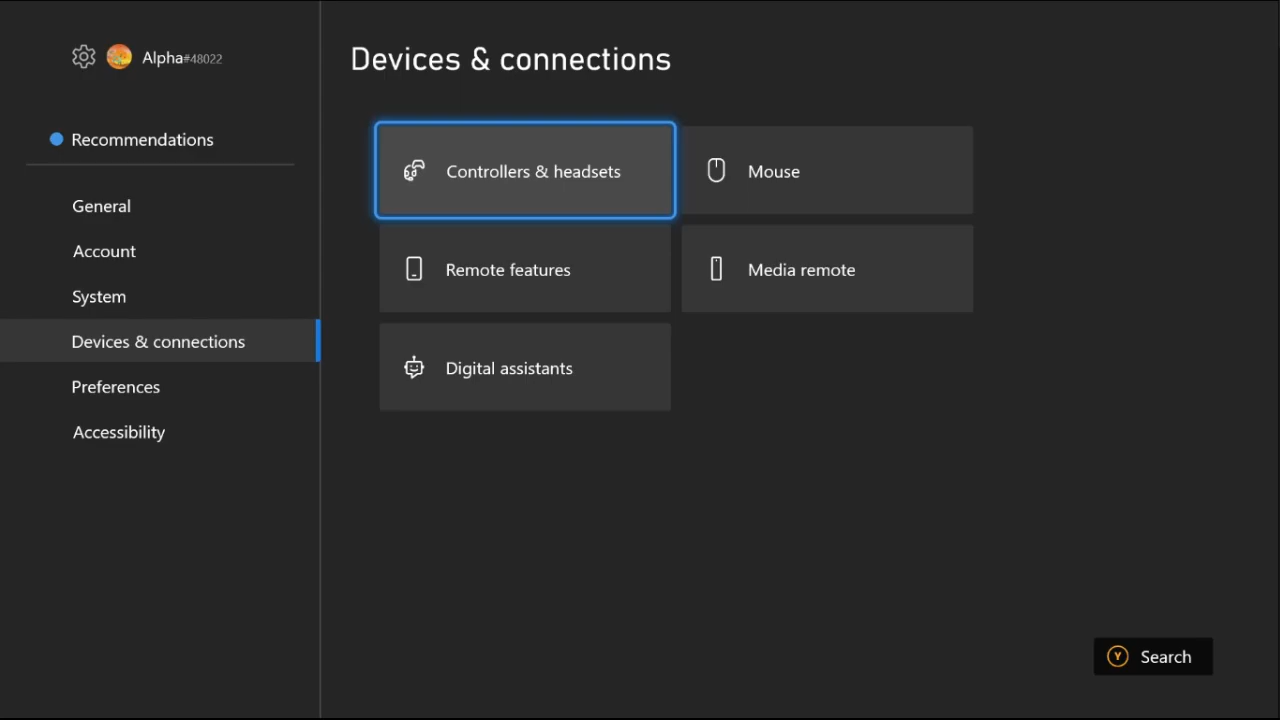 Alpha#48022
Recommendations
General
Account
System
Devices & connections
Preferences
Accessibility
Devices & connections
Controllers & headsets
Mouse
Remote features
Media remote
Digital assistants
Y Search